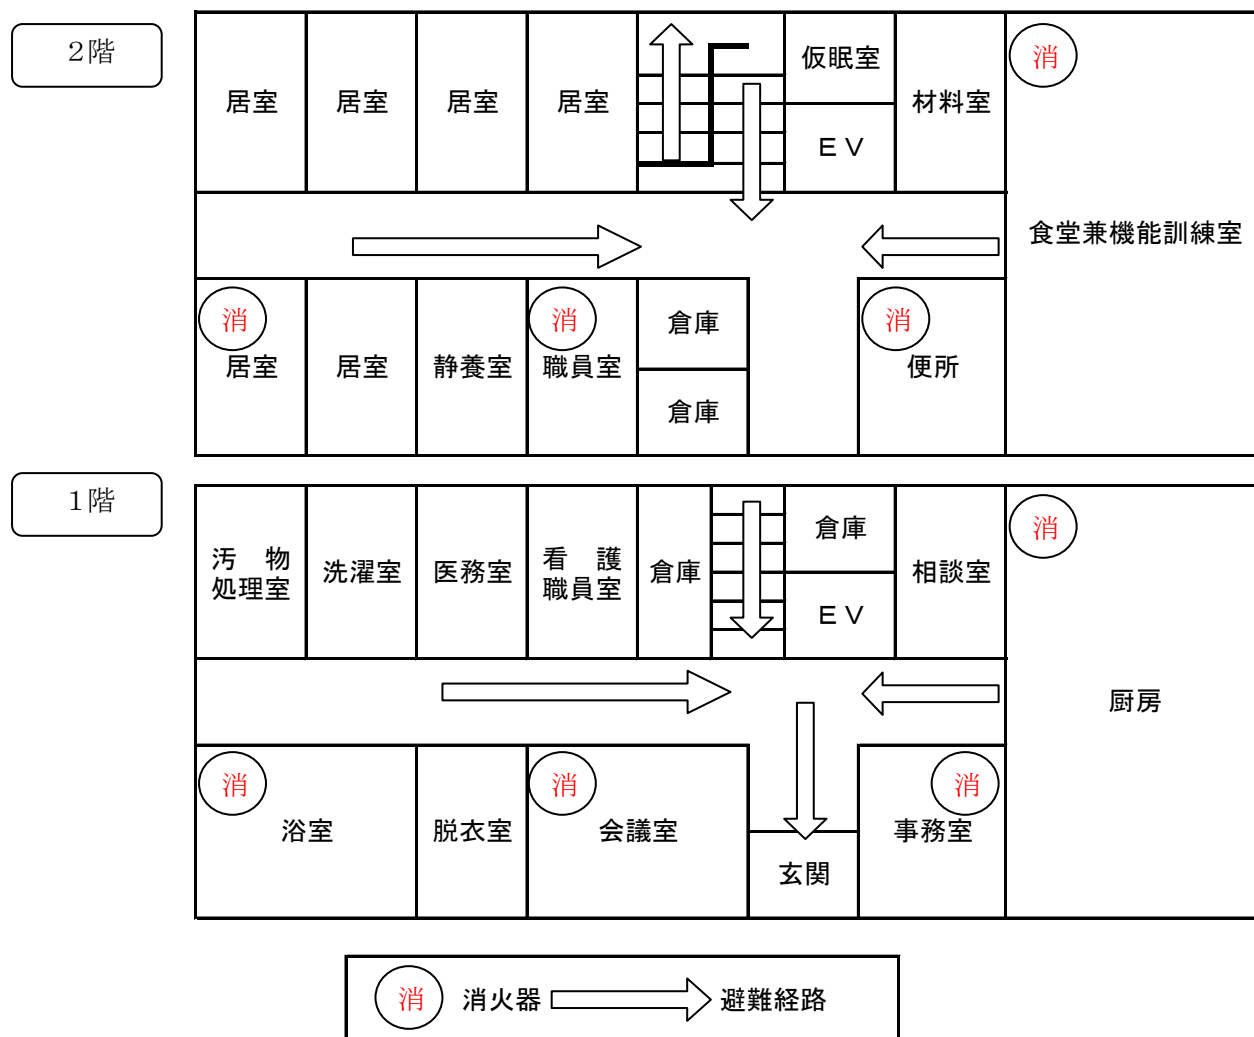 2階
居室
居室
居室
居室
仮眠室
EV
材料室
消
食堂兼機能訓練室
消
居室
居室
静養室
消
職員室
倉庫
倉庫
消
便所
1階
汚 物
処理室
洗濯室
医務室
看 護
職員室
倉庫
倉庫
EV
相談室
消
厨房
消
浴室
脱衣室
消
会議室
玄関
消
事務室
消 消火器 避難経路